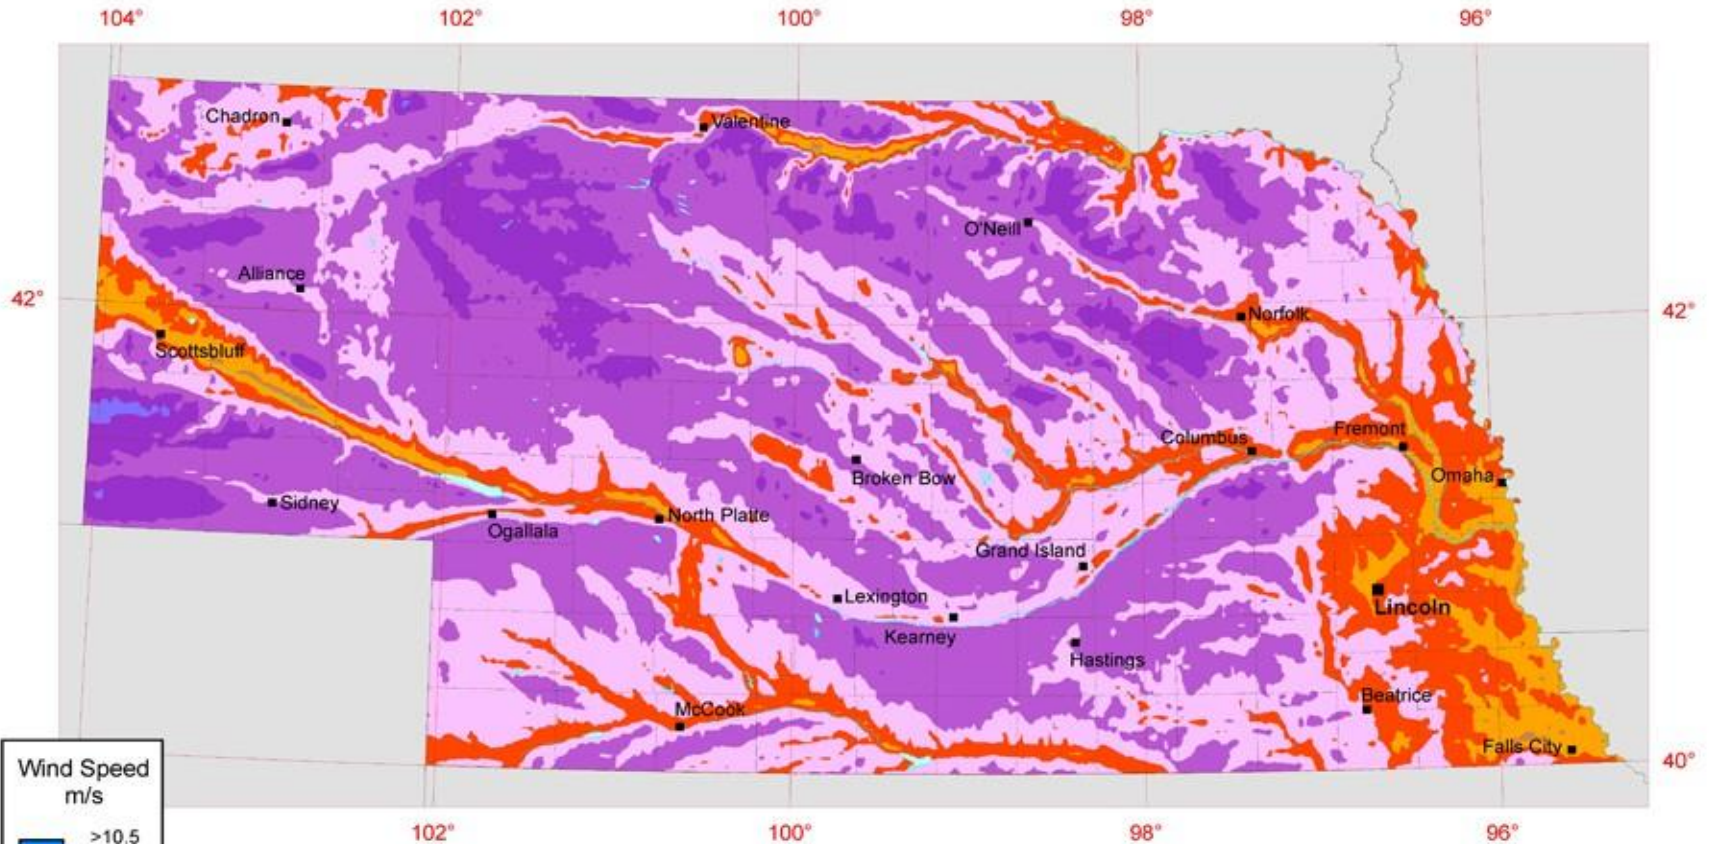 104° 102° 100° 98° 96°
Chadron
Valentine
O'Neill
Alliance
42° 42°
Norfolk
Scottsbluff
Fremont
Columbus
Omaha
Broken Bow
Sidney
North Platte
Ogallala
Grand Island
Lexington
Lincoln
Kearney
Hastings
Beatrice
McCook
Falls City
40°
Wind Speed
m/s
>10.5
102° 100° 98° 96°